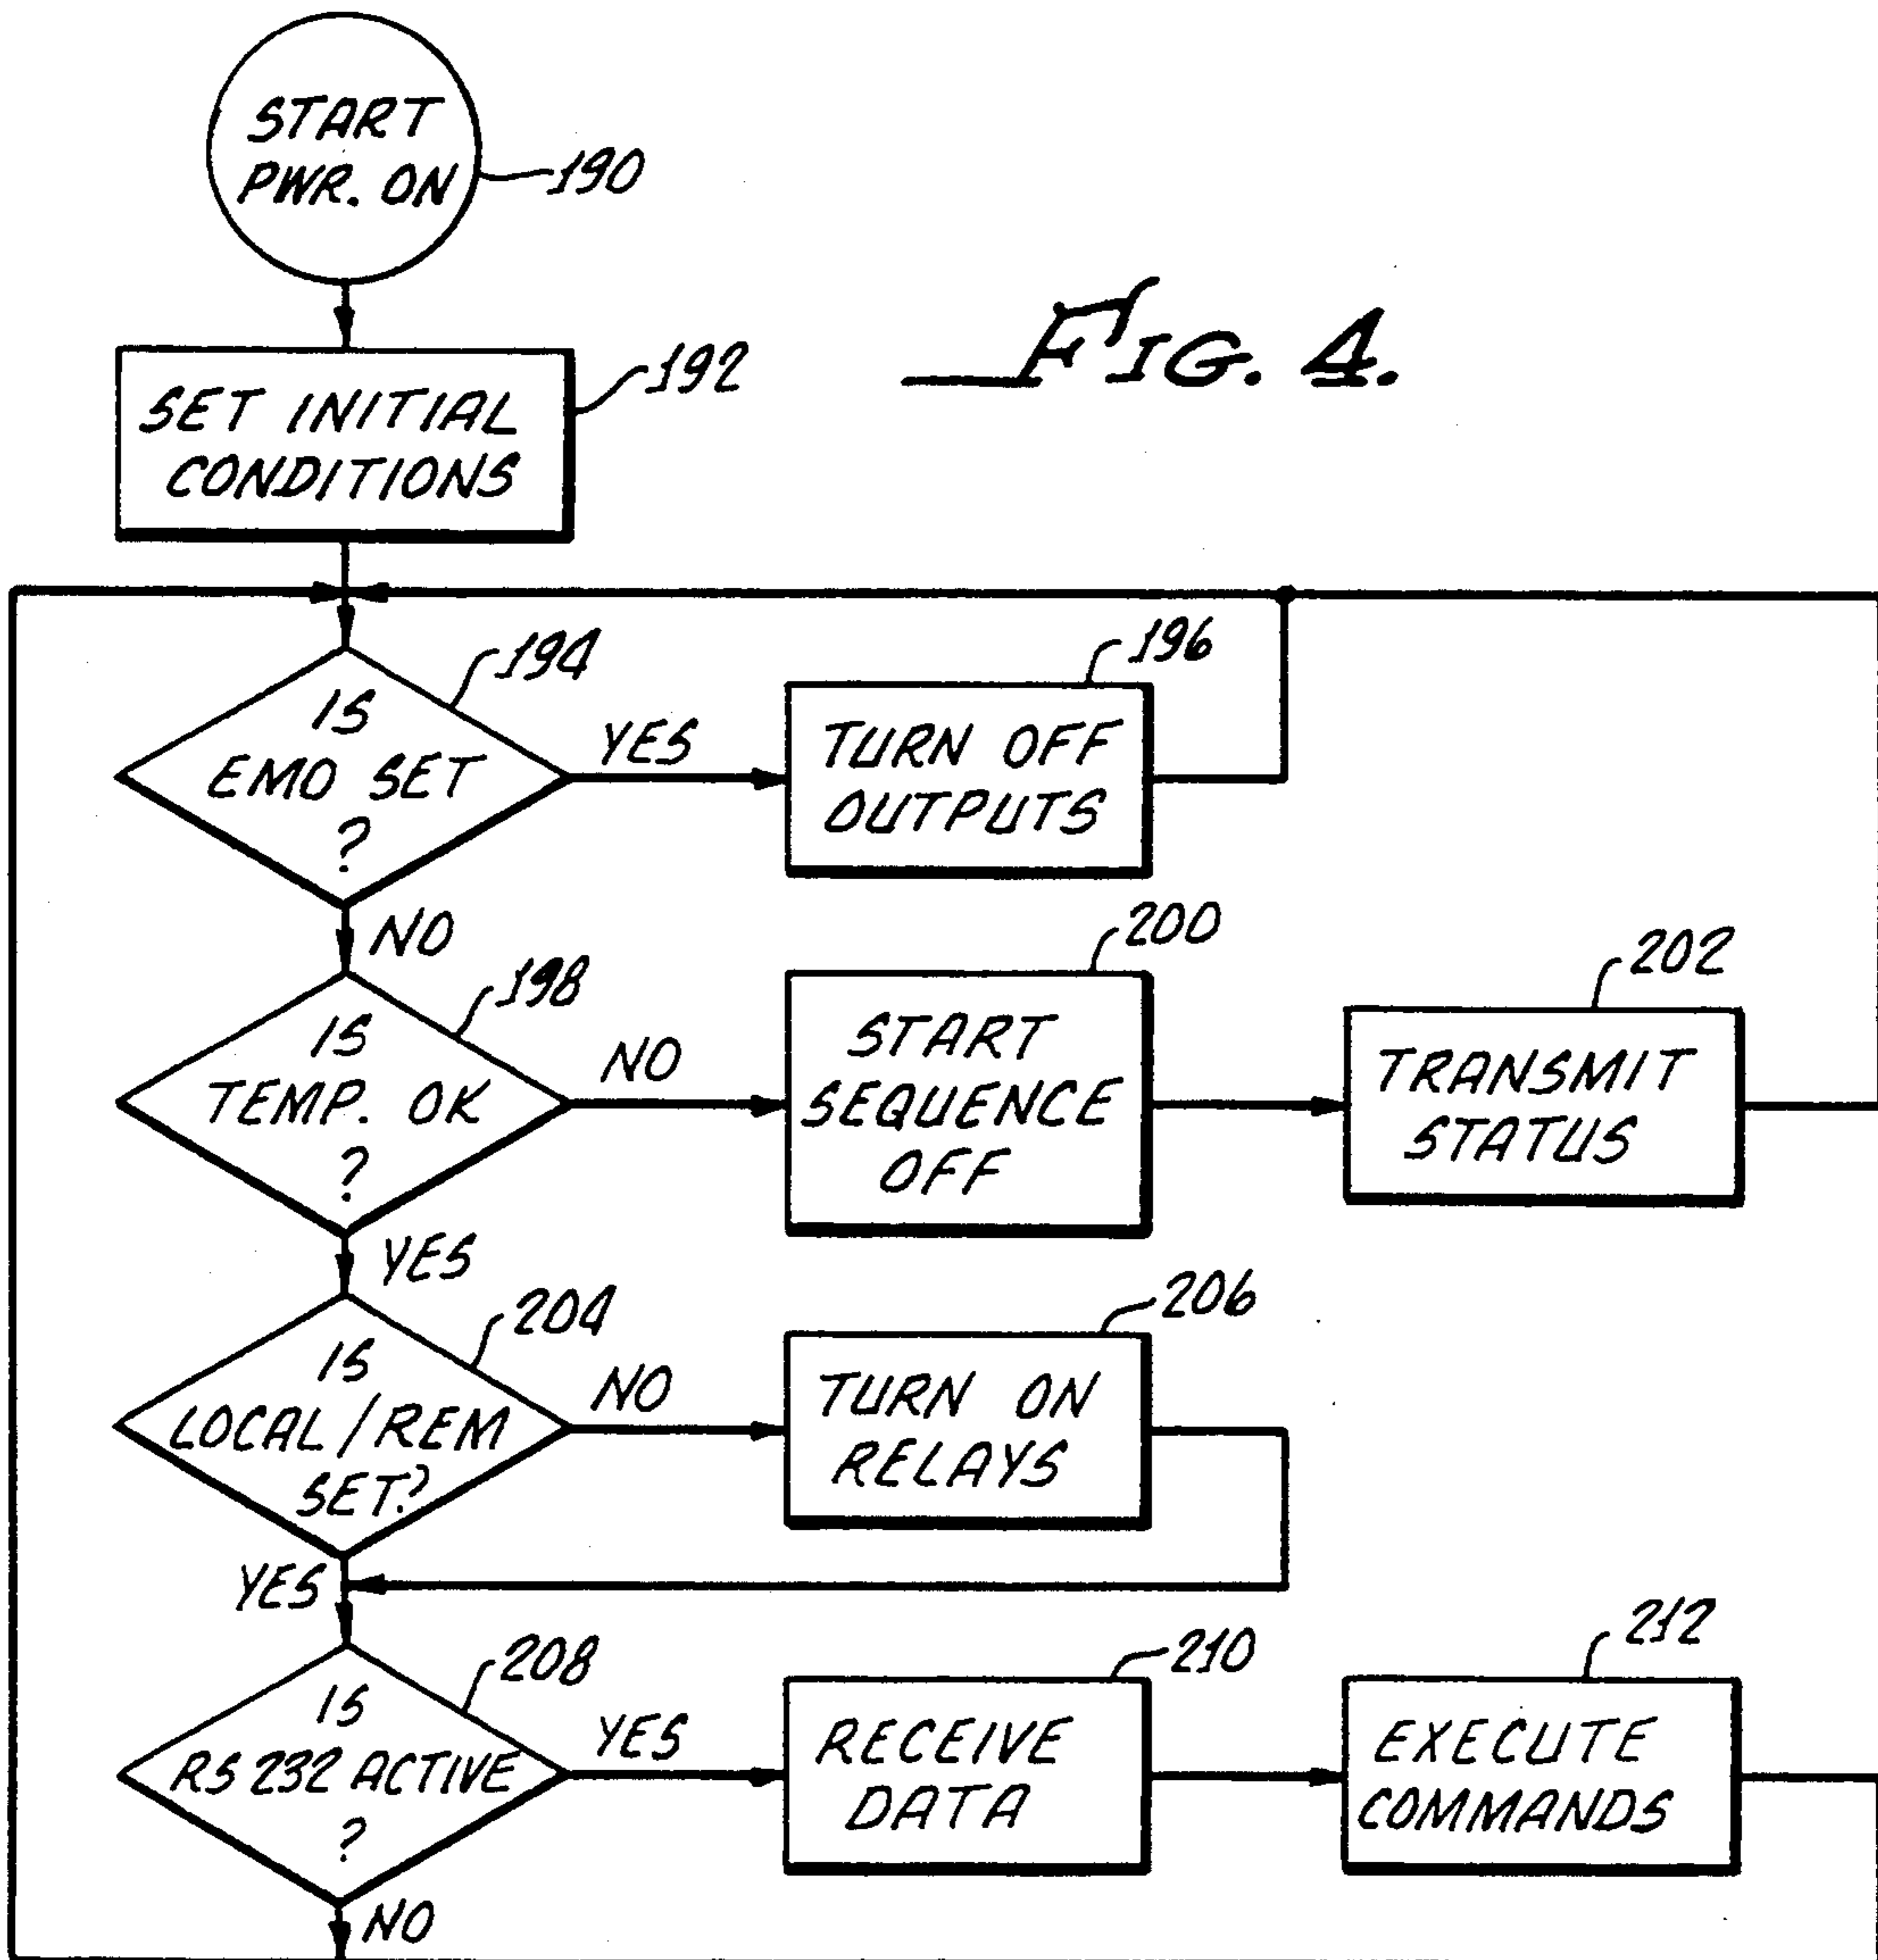 START
PWR. ON
190
FIG. 4.
192
SET INITIAL
CONDITIONS
194
IS
EMO SET
?
YES
196
TURN OFF
OUTPUTS
NO
198
IS
TEMP. OK
?
NO
200
START
SEQUENCE
OFF
202
TRANSMIT
STATUS
YES
204
IS
LOCAL/REM
SET?
NO
206
TURN ON
RELAYS
YES
208
IS
RS 232 ACTIVE
?
YES
210
RECEIVE
DATA
212
EXECUTE
COMMANDS
NO